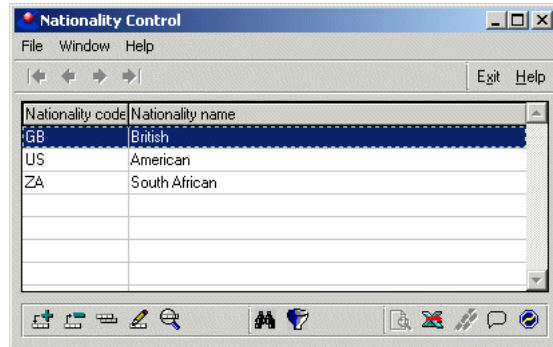 Nationality Control
File Window Help
Exit Help
Nationality code Nationality name
GB British
US American
ZA South African